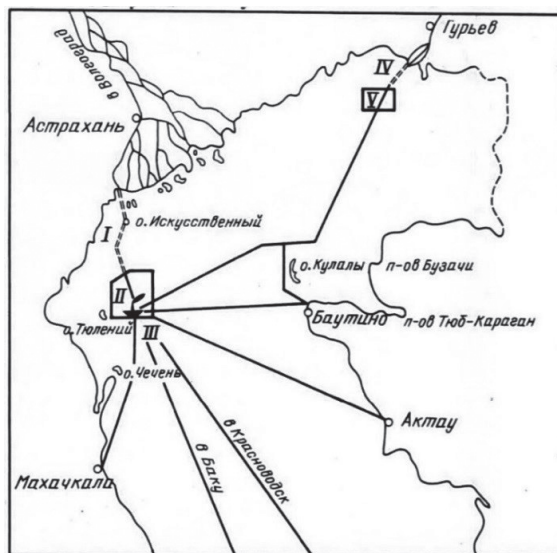 Гурьев
в Волгоград
IV
V
Астрахань
о. Искусственный
I
о. Кулалы
п-ов Бузачи
II
о. Тюлений
III
Баутино
п-ов Тюб-Караган
о. Чечень
Актау
в Красноводск
в Баку
Махачкала